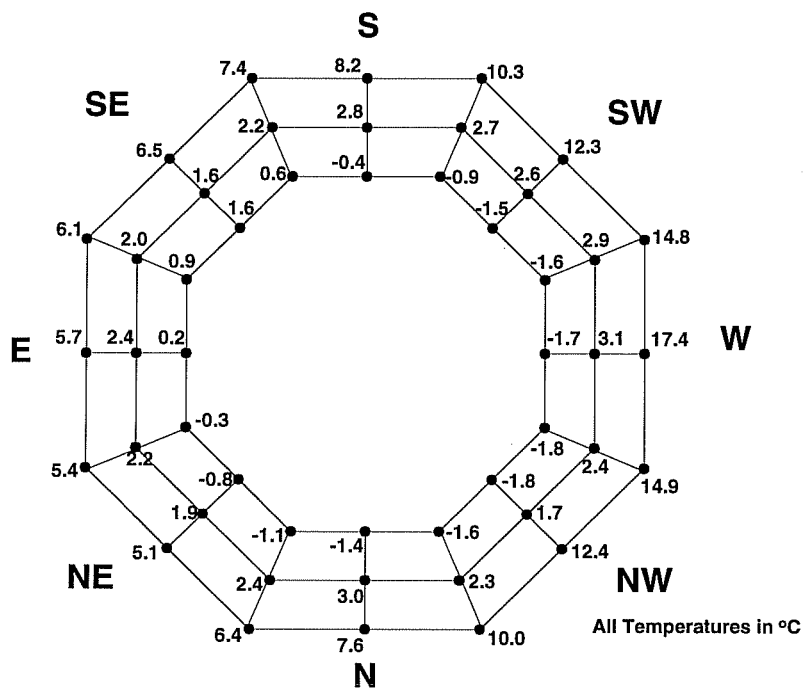 S
7.4 8.2 10.3
SE SW
2.2 2.8 2.7
6.5 12.3
1.6 0.6 -0.4 -0.9 2.6
1.6 -1.5
6.1 14.8
2.0 2.9
0.9 -1.6
E 5.7 2.4 0.2 -1.7 3.1 17.4 W
-0.3
-1.8
5.4 2.2 2.4 14.9
-0.8 -1.8
1.9 1.7
-1.1 -1.4 -1.6
5.1 12.4
NE NW
2.4 3.0 2.3
All Temperatures in °C
6.4 7.6 10.0
N